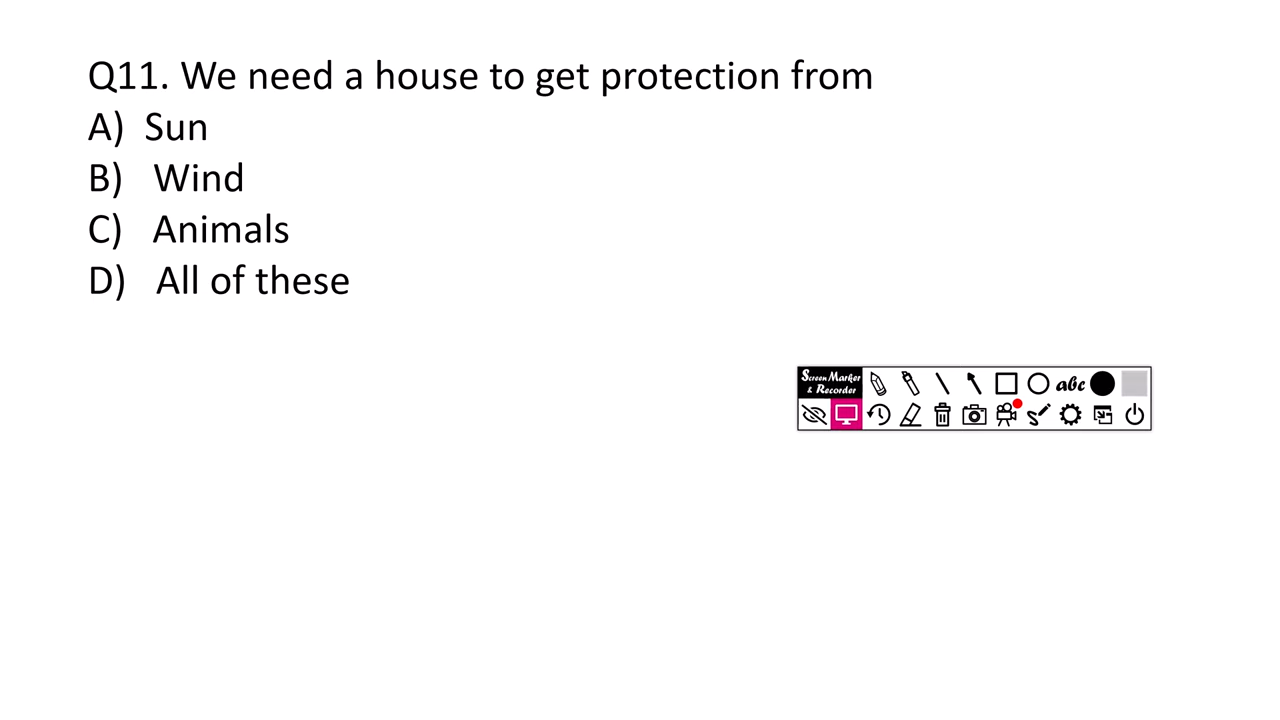 Q11. We need a house to get protection from
A) Sun
B) Wind
C) Animals
D) All of these
Screen Marker
& Recorder
abc